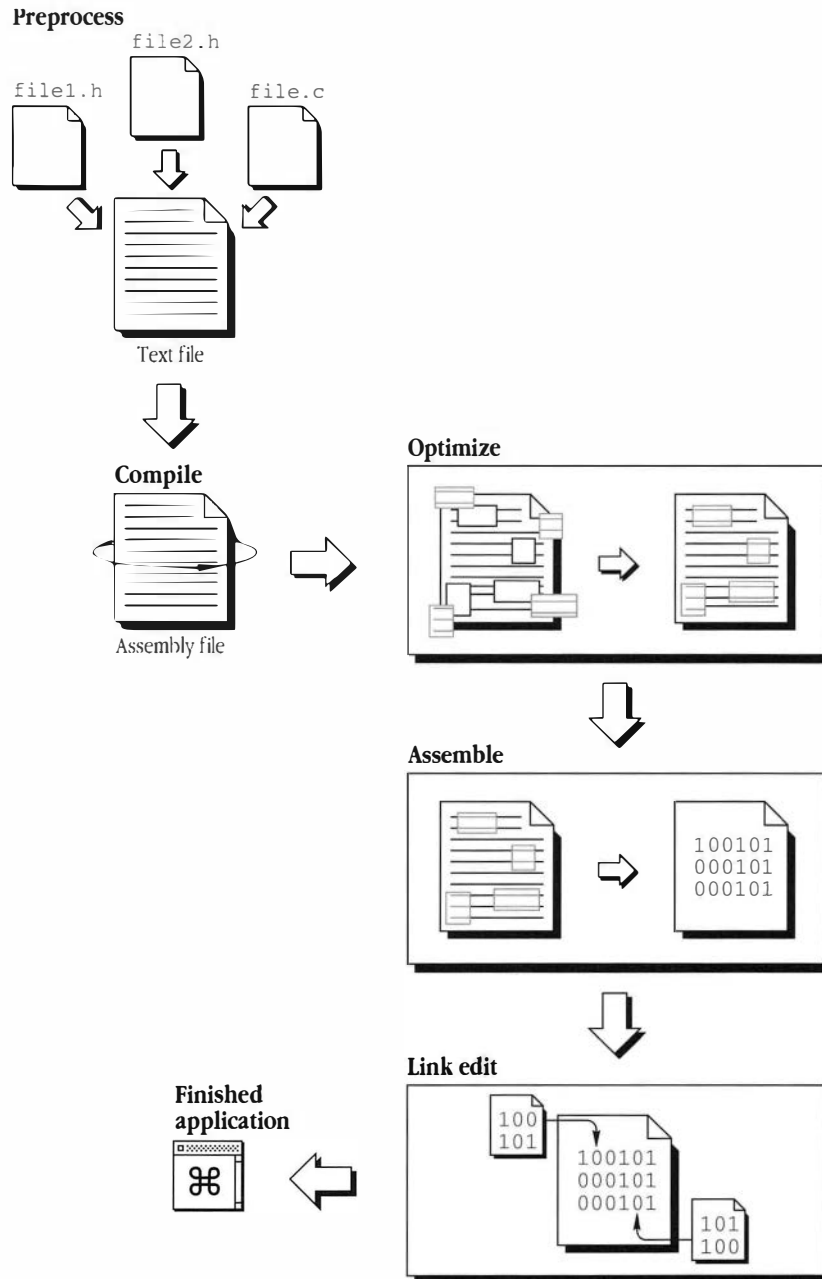 Preprocess
file2.h
file1.h
file.c
Text file
Compile
Assembly file
Optimize
Assemble
100101
000101
000101
Link edit
100
101
100101
000101
000101
101
100
Finished
application
⌘